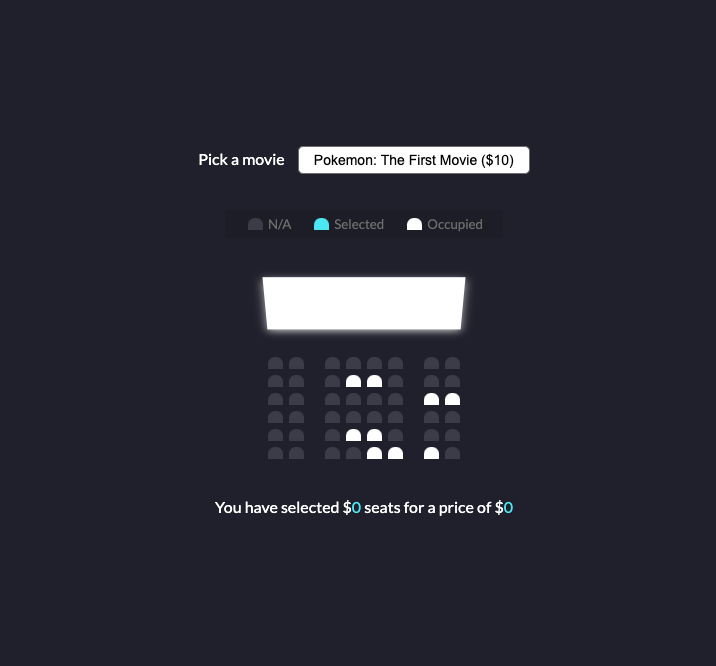 Pick a movie Pokemon: The First Movie ($10)
N/A Selected Occupied
You have selected $0 seats for a price of $0